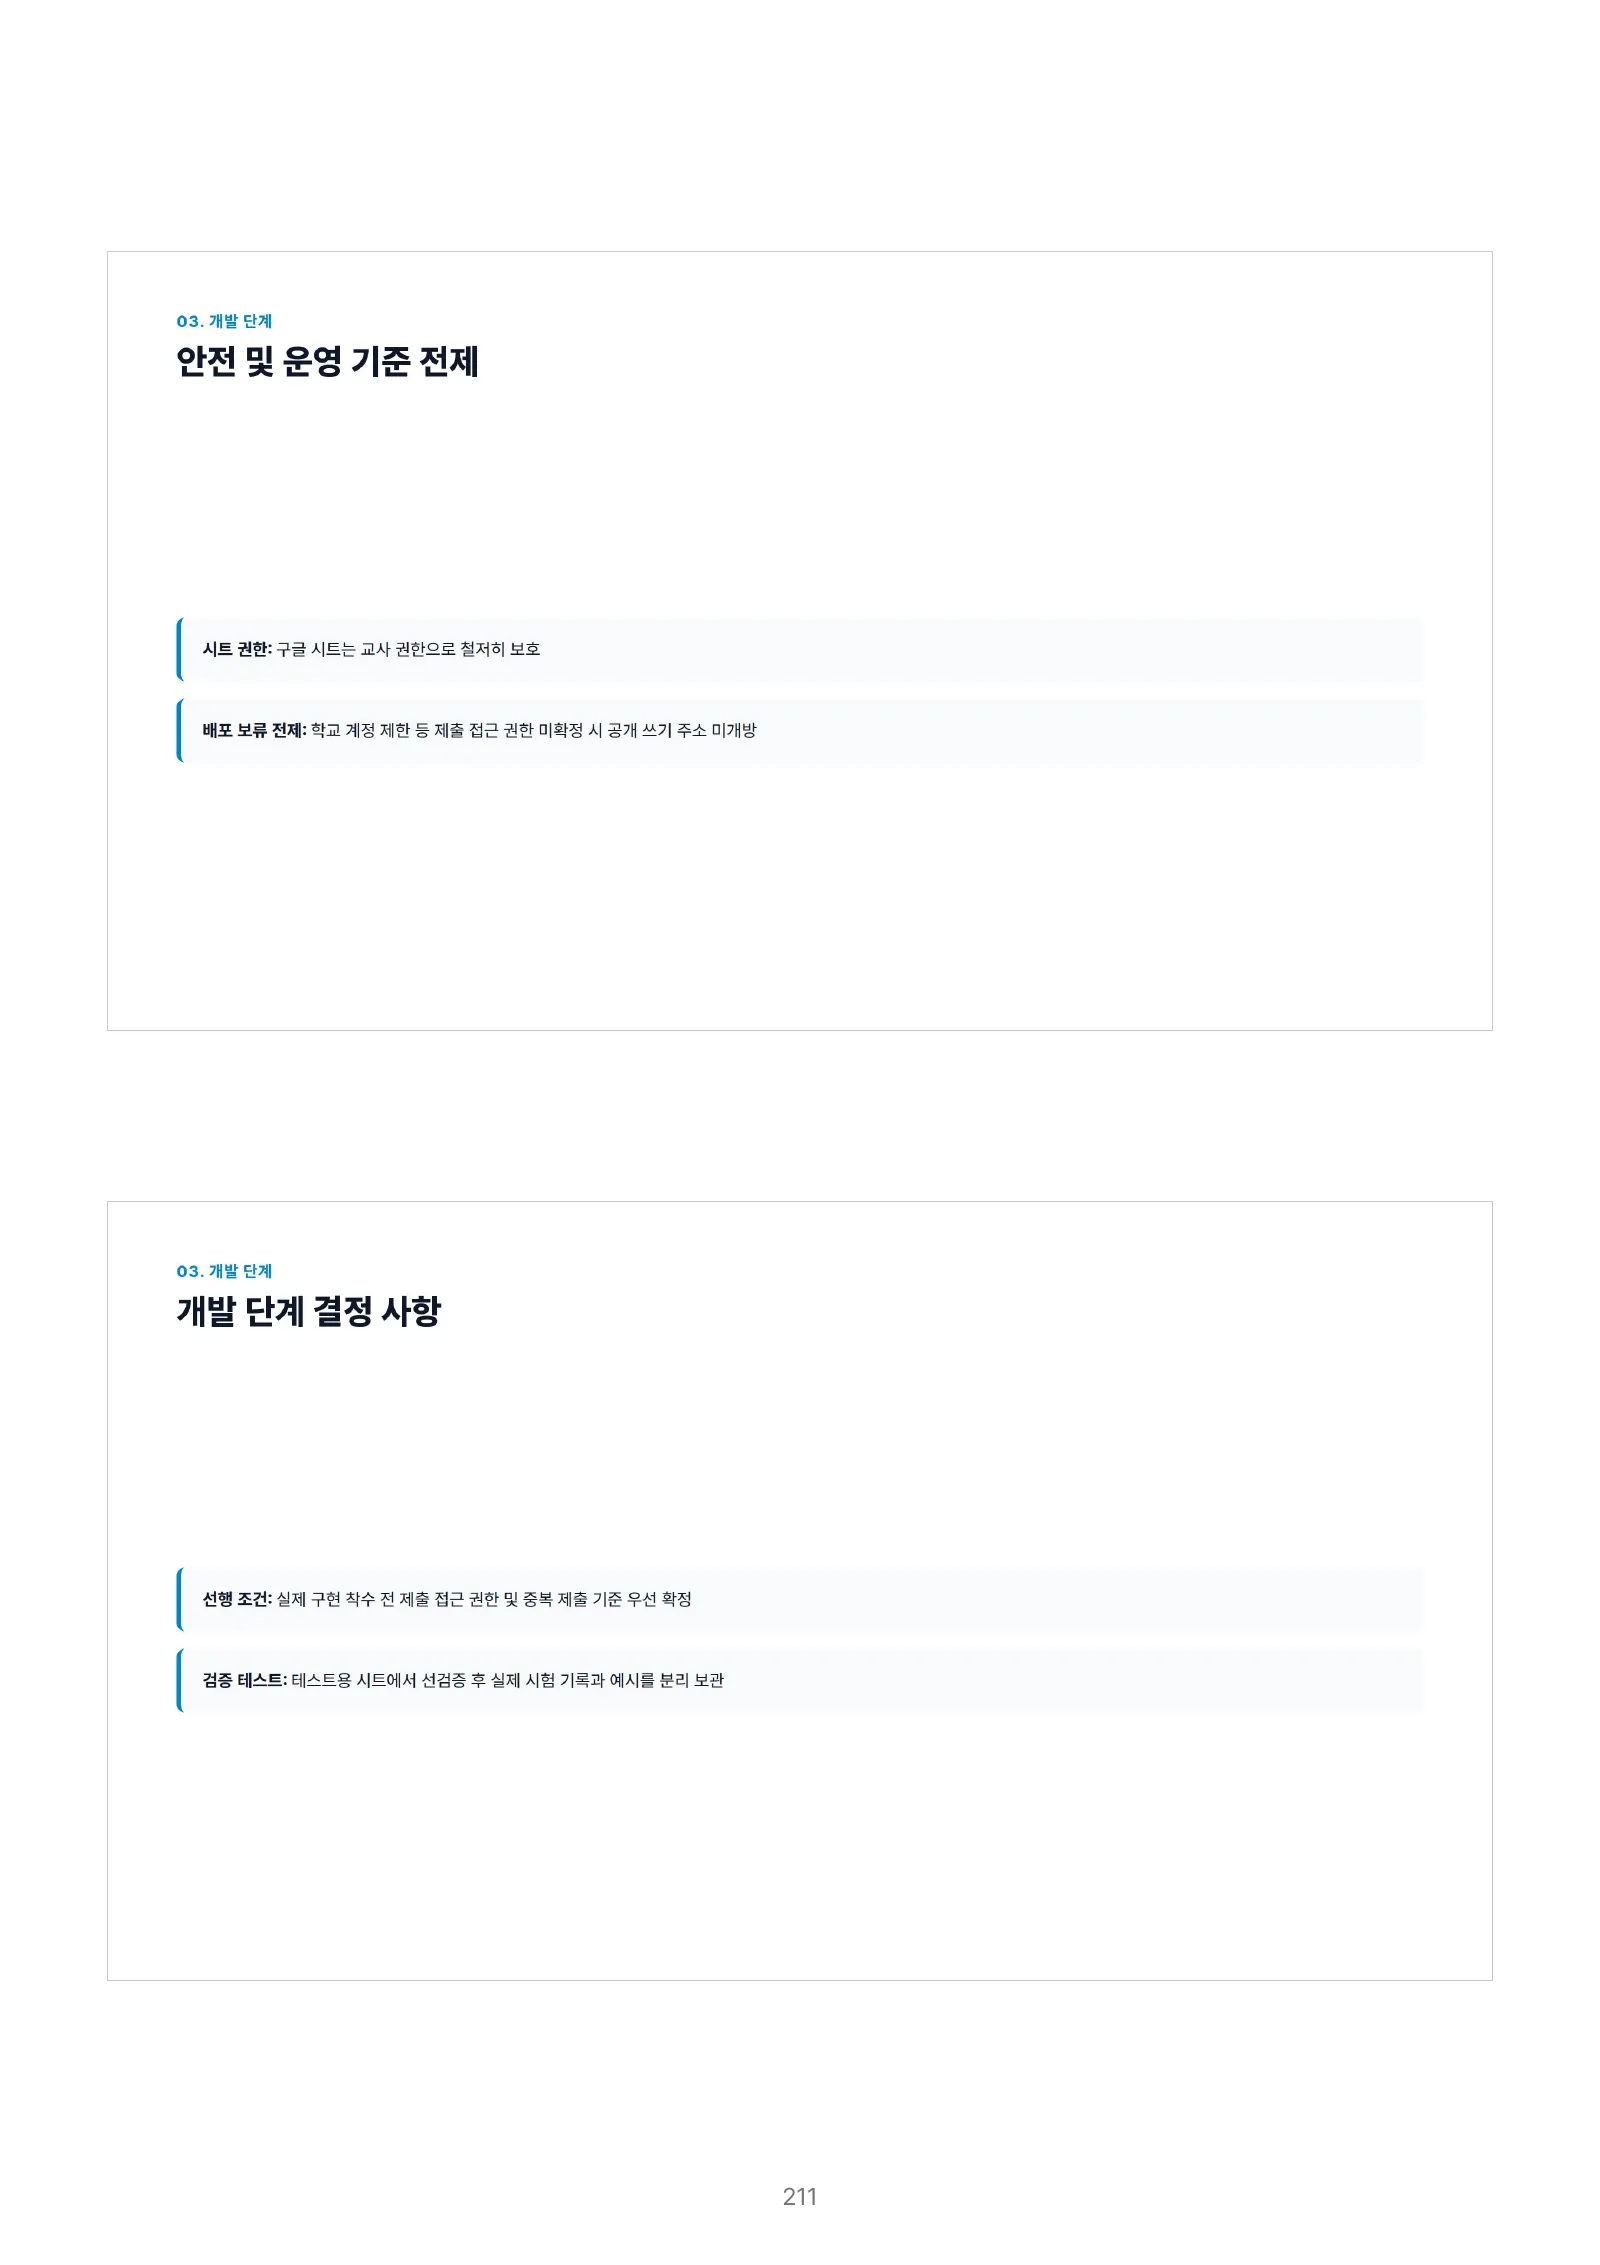 03. 개발 단계
안전 및 운영 기준 전제
시트 권한: 구글 시트는 교사 권한으로 철저히 보호
배포 보류 전제: 학교 계정 제한 등 제출 접근 권한 미확정 시 공개 쓰기 주소 미개방
03. 개발 단계
개발 단계 결정 사항
선행 조건: 실제 구현 착수 전 제출 접근 권한 및 중복 제출 기준 우선 확정
검증 테스트: 테스트용 시트에서 선검증 후 실제 시험 기록과 예시를 분리 보관
211